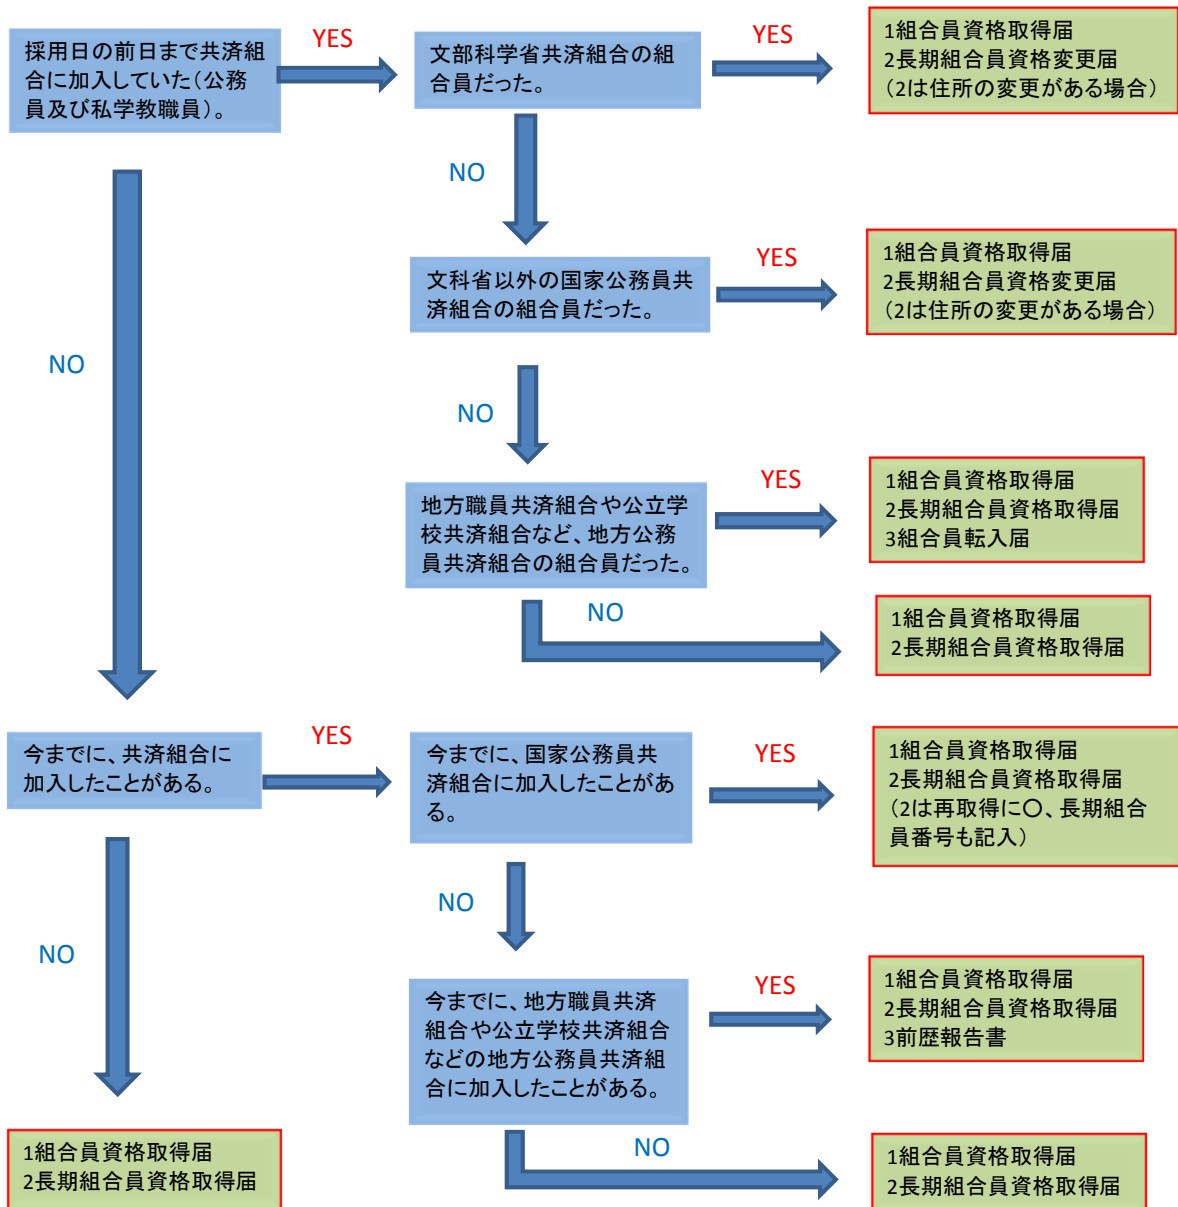 採用日の前日まで共済組
合に加入していた（公務
員及び私学教職員）。
YES
文部科学省共済組合の組
合員だった。
YES
1組合員資格取得届
2長期組合員資格変更届
（2は住所の変更がある場合）
NO
文科省以外の国家公務員共
済組合の組合員だった。
YES
1組合員資格取得届
2長期組合員資格変更届
（2は住所の変更がある場合）
NO
NO
地方職員共済組合や公立学
校共済組合など、地方公務
員共済組合の組合員だった。
YES
1組合員資格取得届
2長期組合員資格取得届
3組合員転入届
NO
1組合員資格取得届
2長期組合員資格取得届
今までに、共済組合に
加入したことがある。
YES
今までに、国家公務員共
済組合に加入したことがあ
る。
YES
1組合員資格取得届
2長期組合員資格取得届
（2は再取得に〇、長期組合
員番号も記入）
NO
NO
今までに、地方職員共済
組合や公立学校共済組合
などの地方公務員共済組
合に加入したことがある。
YES
1組合員資格取得届
2長期組合員資格取得届
3前歴報告書
1組合員資格取得届
2長期組合員資格取得届
NO
1組合員資格取得届
2長期組合員資格取得届